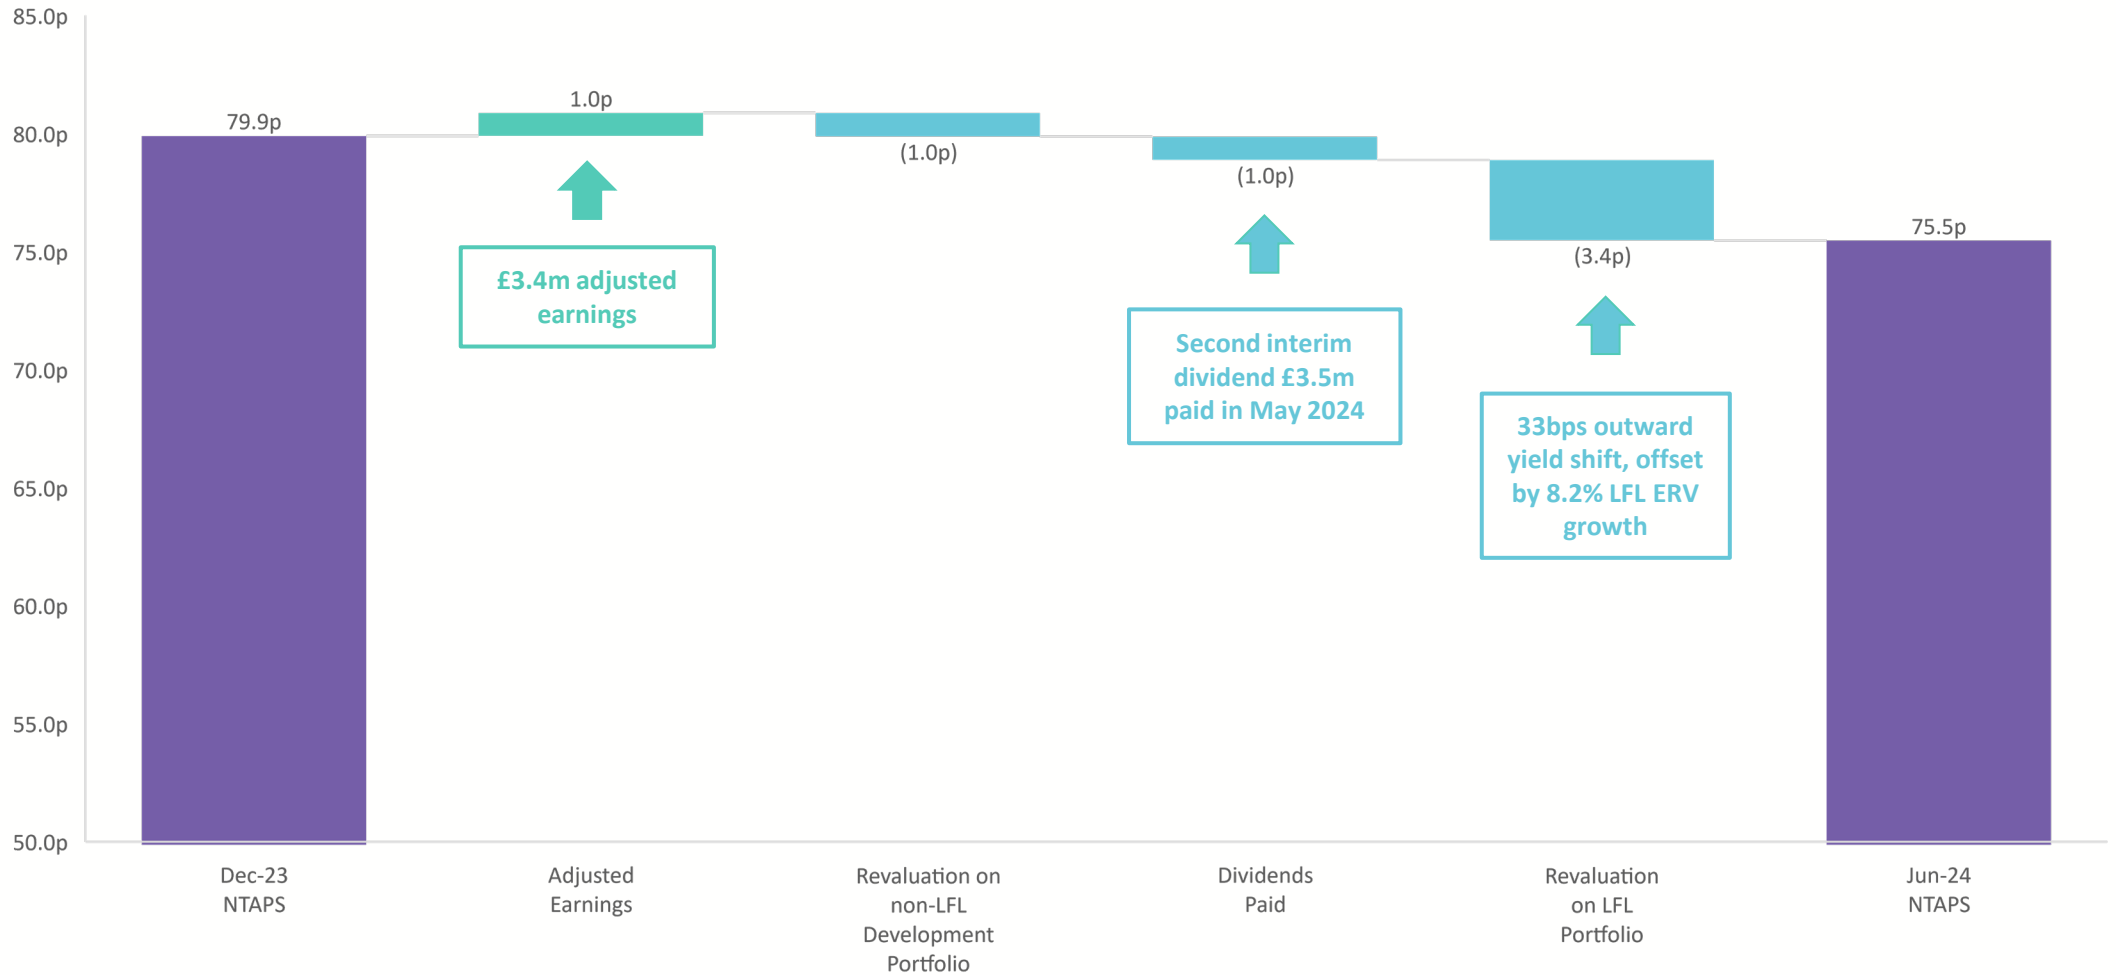 85.0p
80.0p
75.0p
70.0p
65.0p
60.0p
55.0p
50.0p
79.9p
1.0p
(1.0p)
(1.0p)
(3.4p)
75.5p
£3.4m adjusted
earnings
Second interim
dividend £3.5m
paid in May 2024
33bps outward
yield shift, offset
by 8.2% LFL ERV
growth
Dec-23
NTAPS
Adjusted
Earnings
Revaluation on
non-LFL
Development
Portfolio
Dividends
Paid
Revaluation
on LFL
Portfolio
Jun-24
NTAPS